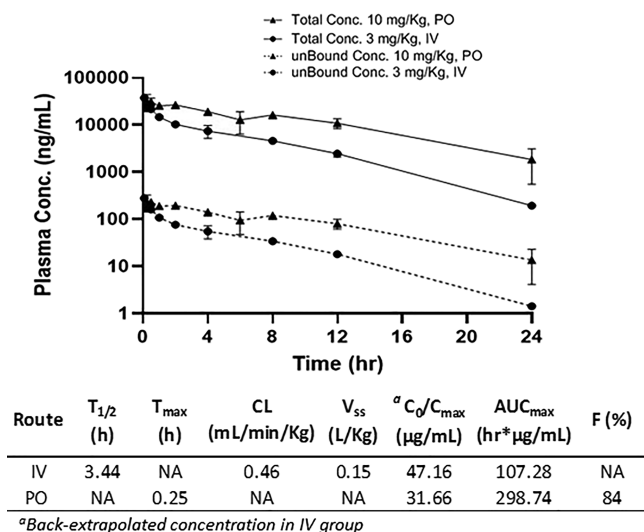 Total Conc. 10 mg/Kg, PO
Total Conc. 3 mg/Kg, IV
unBound Conc. 10 mg/Kg, PO
unBound Conc. 3 mg/Kg, IV
Plasma Conc. (ng/mL)
100000
10000
1000
100
10
1
0 4 8 12 16 20 24
Time (hr)
Route T1/2 (h) Tmax (h) CL (mL/min/Kg) Vss (L/Kg) aC0/Cmax (μg/mL) AUCmax (hr*μg/mL) F (%)
IV 3.44 NA 0.46 0.15 47.16 107.28 NA
PO NA 0.25 NA NA 31.66 298.74 84
aBack-extrapolated concentration in IV group